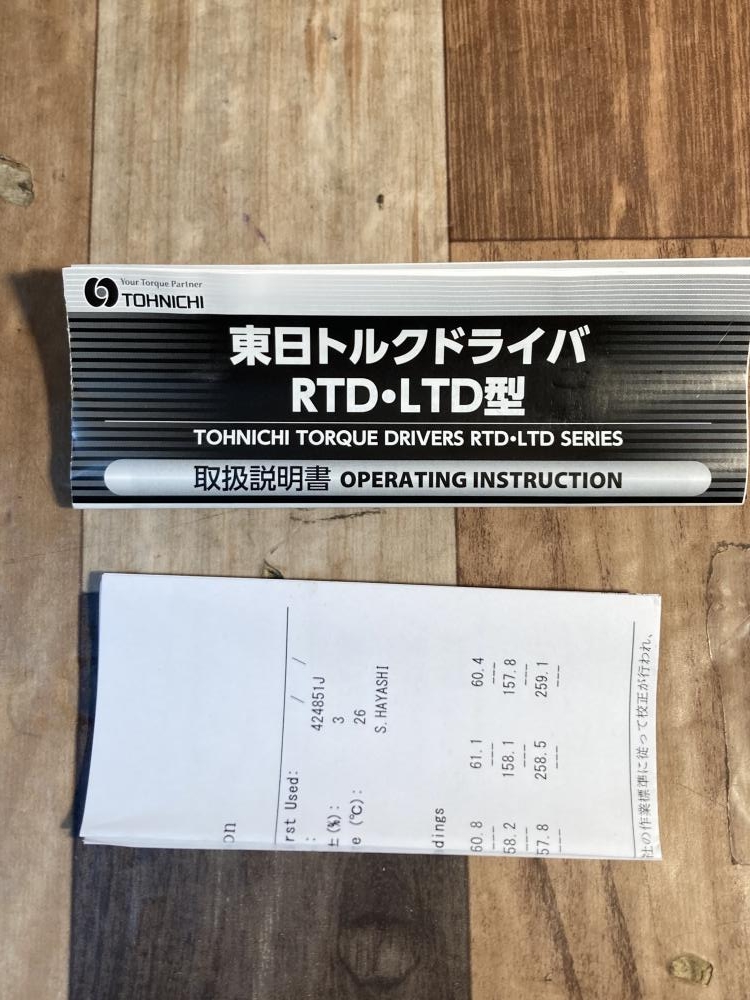 Your Torque Partner
TOHNICHI
東日トルクドライバ
RTD•LTD型
TOHNICHI TORQUE DRIVERS RTD•LTD SERIES
取扱説明書 OPERATING INSTRUCTION
on
rst Used: / /
: 424851J
±(%): 3
e (℃): 26
S.HAYASHI
dings
60.8 61.1 60.4
--- --- ---
58.2 158.1 157.8
--- --- ---
57.8 258.5 259.1
--- --- ---
社の作業標準に従って校正が行われ、